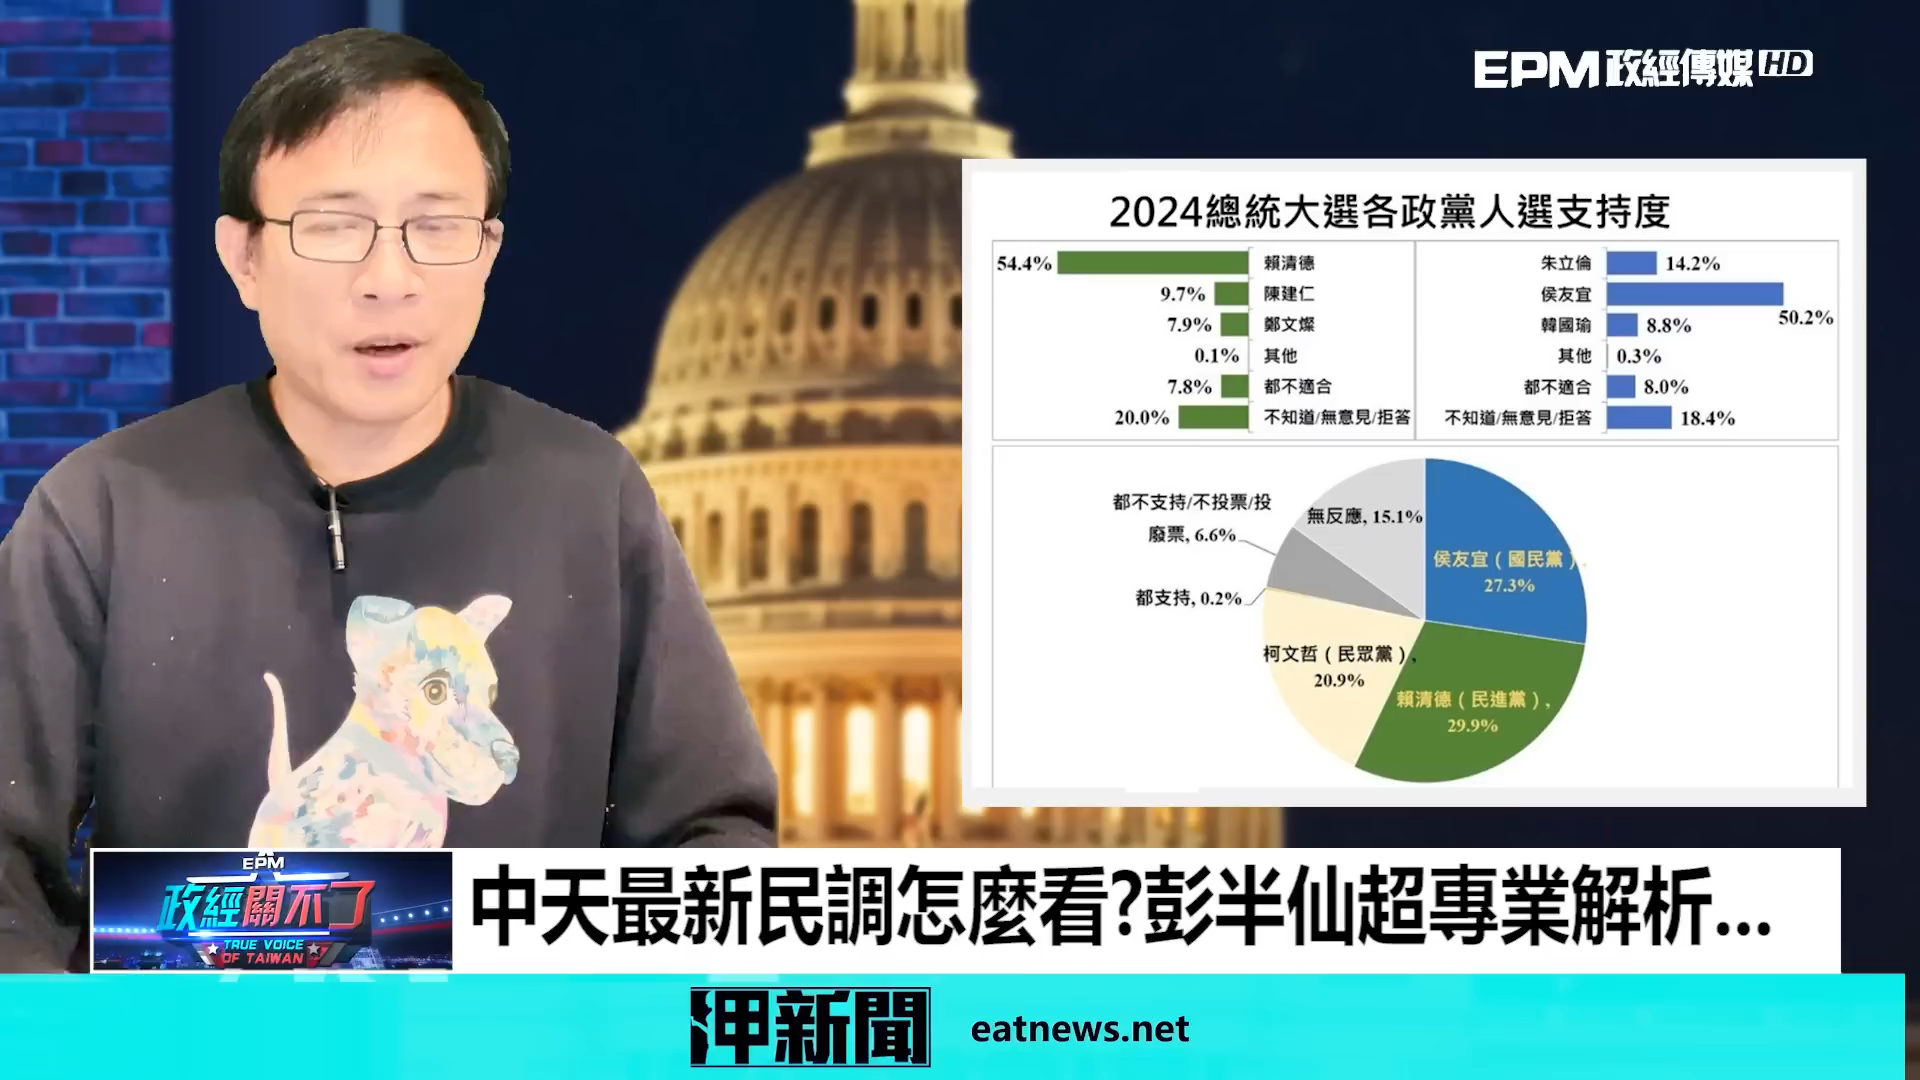 EPM政經傳媒HD
2024總統大選各政黨人選支持度
54.4% 賴清德
9.7% 陳建仁
7.9% 鄭文燦
0.1% 其他
7.8% 都不適合
20.0% 不知道/無意見/拒答
朱立倫 14.2%
侯友宜 50.2%
韓國瑜 8.8%
其他 0.3%
都不適合 8.0%
不知道/無意見/拒答 18.4%
都不支持/不投票/投
廢票, 6.6%
無反應, 15.1%
侯友宜（國民黨）,
27.3%
都支持, 0.2%
柯文哲（民眾黨）,
20.9%
賴清德（民進黨）,
29.9%
EPM
政經關不了
TRUE VOICE
OF TAIWAN
中天最新民調怎麼看?彭半仙超專業解析...
呷新聞
eatnews.net